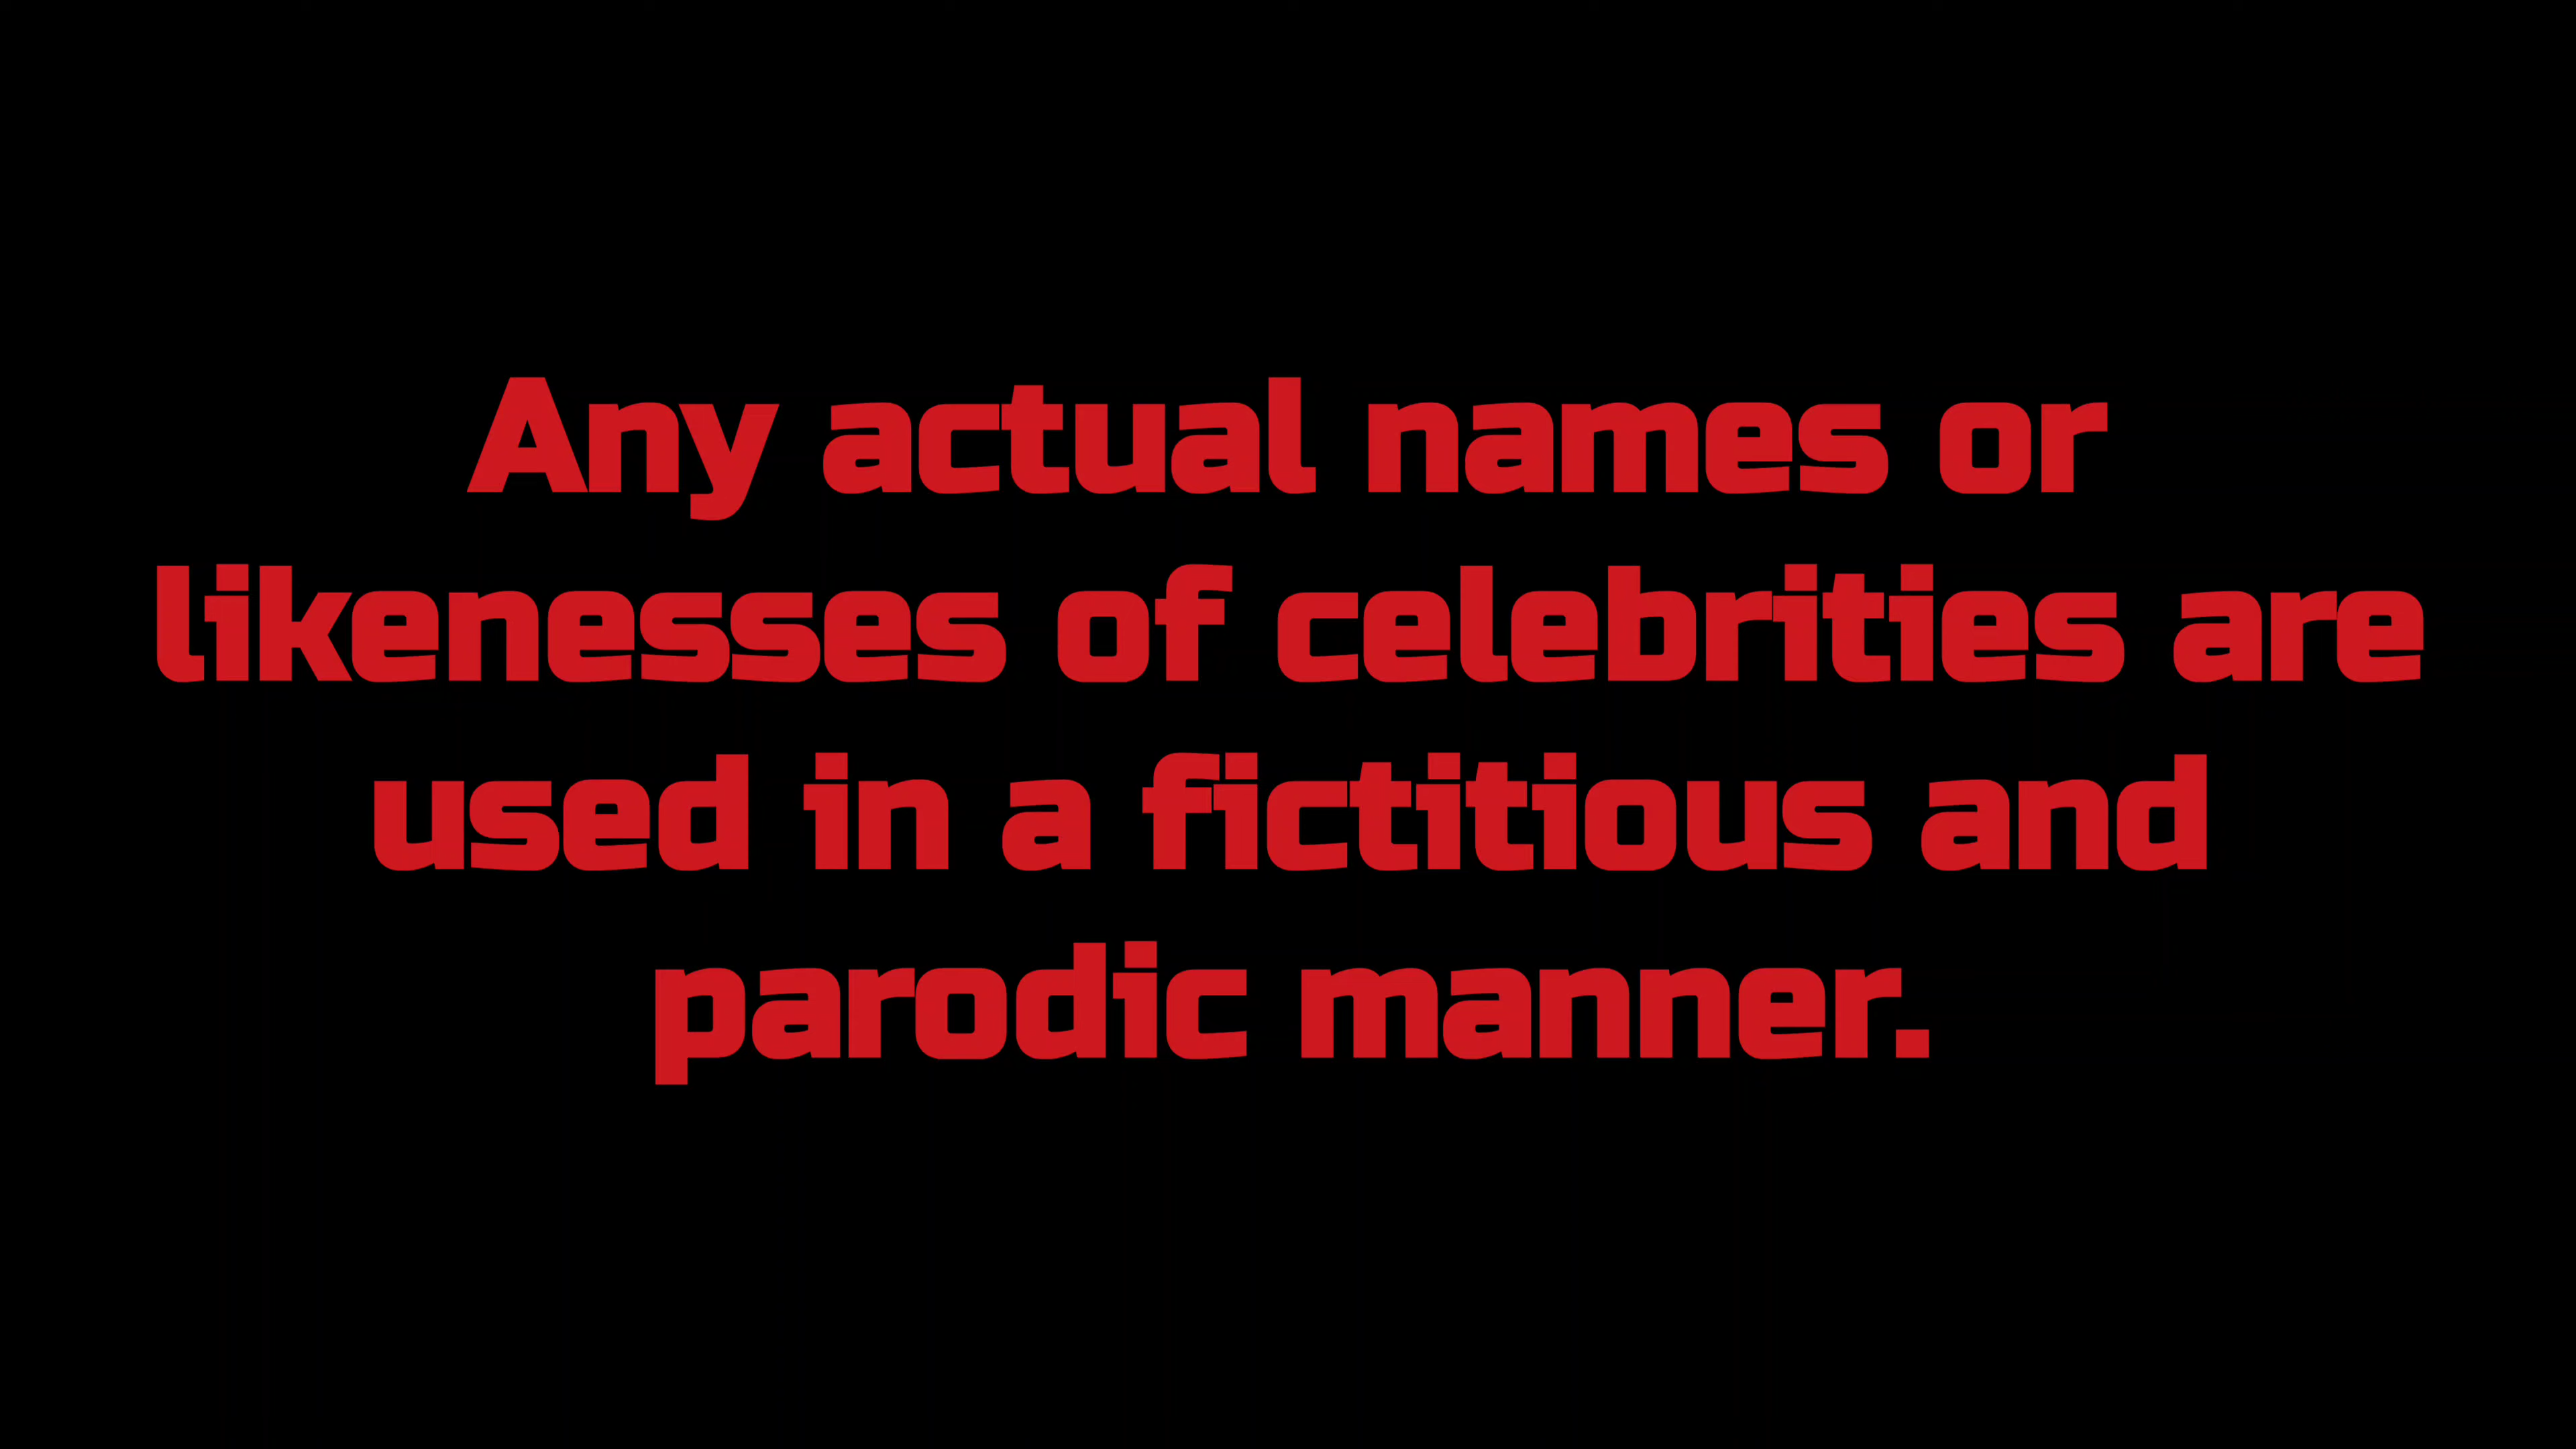 Any actual names or
likenesses of celebrities are
used in a fictitious and
parodic manner.